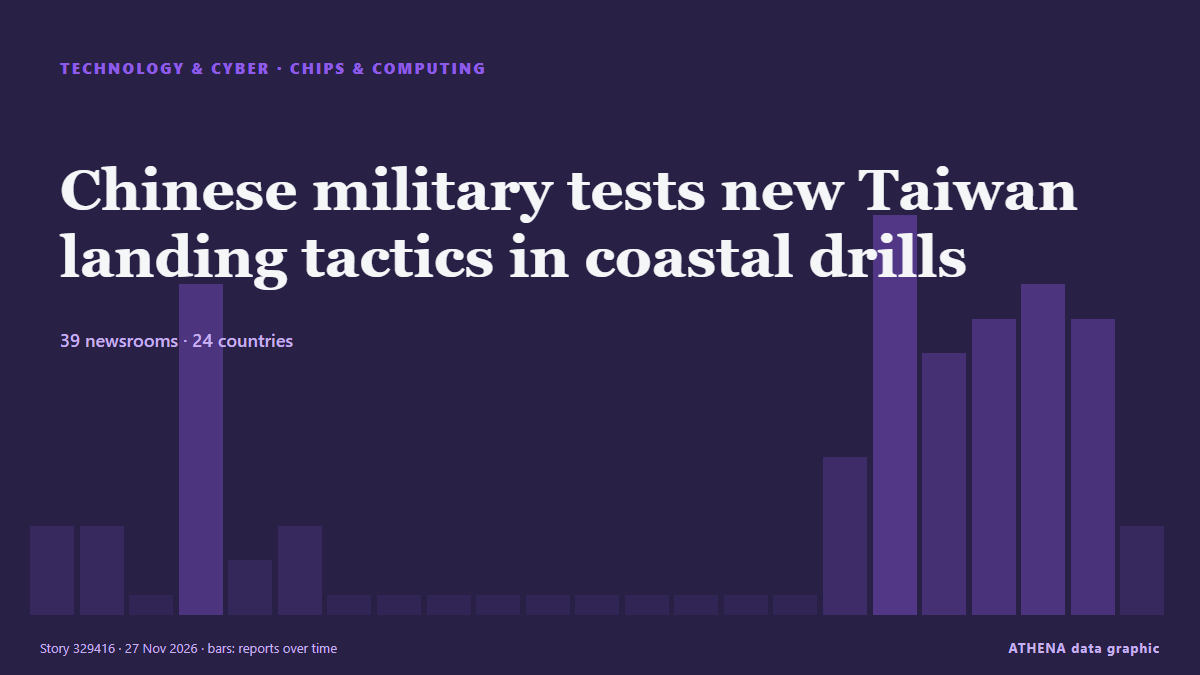 TECHNOLOGY & CYBER · CHIPS & COMPUTING
Chinese military tests new Taiwan
landing tactics in coastal drills
39 newsrooms · 24 countries
Story 329416 · 27 Nov 2026 · bars: reports over time
ATHENA data graphic